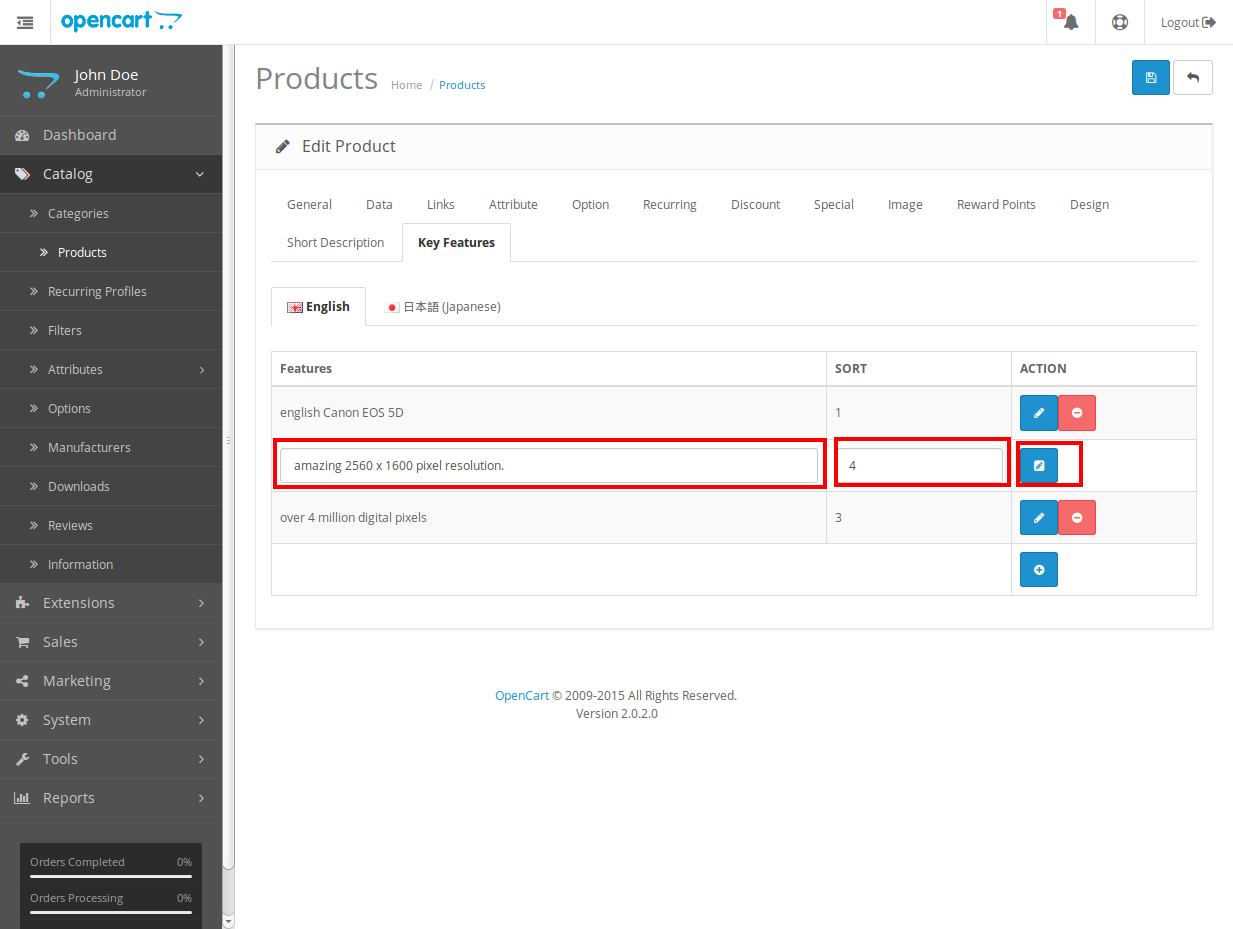 opencart
1
Logout
John Doe
Administrator
Dashboard
Catalog
Categories
Products
Recurring Profiles
Filters
Attributes
Options
Manufacturers
Downloads
Reviews
Information
Extensions
Sales
Marketing
System
Tools
Reports
Orders Completed 0%
Orders Processing 0%
Products Home / Products
Edit Product
General Data Links Attribute Option Recurring Discount Special Image Reward Points Design
Short Description Key Features
English 日本語 (Japanese)
Features SORT ACTION
english Canon EOS 5D 1
amazing 2560 x 1600 pixel resolution. 4
over 4 million digital pixels 3
OpenCart © 2009-2015 All Rights Reserved.
Version 2.0.2.0